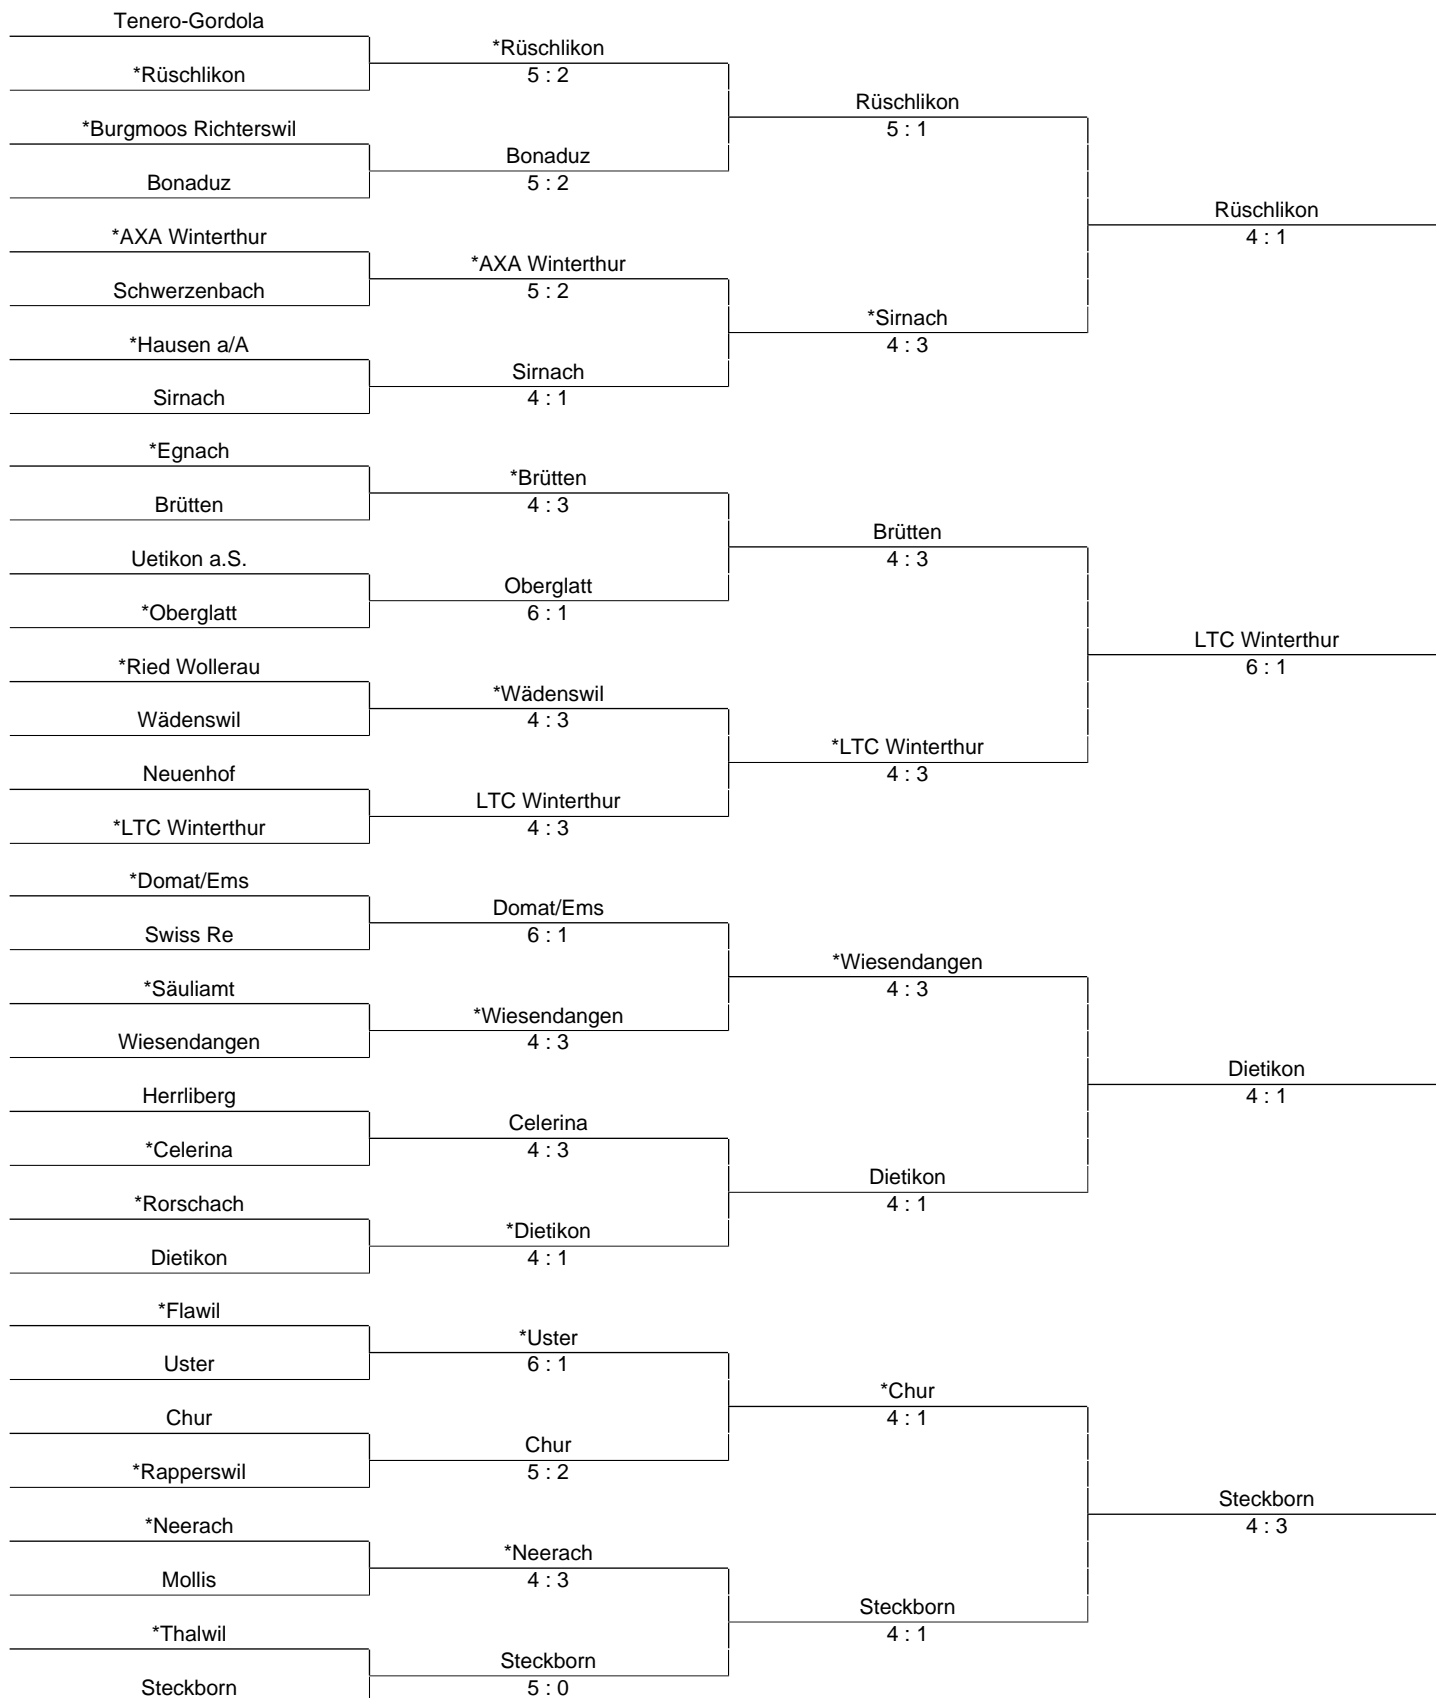 Tenero-Gordola
*Rüschlikon
*Burgmoos Richterswil
Bonaduz
*AXA Winterthur
Schwerzenbach
*Hausen a/A
Sirnach
*Egnach
Brütten
Uetikon a.S.
*Oberglatt
*Ried Wollerau
Wädenswil
Neuenhof
*LTC Winterthur
*Domat/Ems
Swiss Re
*Säuliamt
Wiesendangen
Herrliberg
*Celerina
*Rorschach
Dietikon
*Flawil
Uster
Chur
*Rapperswil
*Neerach
Mollis
*Thalwil
Steckborn
*Rüschlikon
5 : 2
Bonaduz
5 : 2
*AXA Winterthur
5 : 2
Sirnach
4 : 1
*Brütten
4 : 3
Oberglatt
6 : 1
*Wädenswil
4 : 3
LTC Winterthur
4 : 3
Domat/Ems
6 : 1
*Wiesendangen
4 : 3
Celerina
4 : 3
*Dietikon
4 : 1
*Uster
6 : 1
Chur
5 : 2
*Neerach
4 : 3
Steckborn
5 : 0
Rüschlikon
5 : 1
*Sirnach
4 : 3
Brütten
4 : 3
*LTC Winterthur
4 : 3
*Wiesendangen
4 : 3
Dietikon
4 : 1
*Chur
4 : 1
Steckborn
4 : 1
Rüschlikon
4 : 1
LTC Winterthur
6 : 1
Dietikon
4 : 1
Steckborn
4 : 3